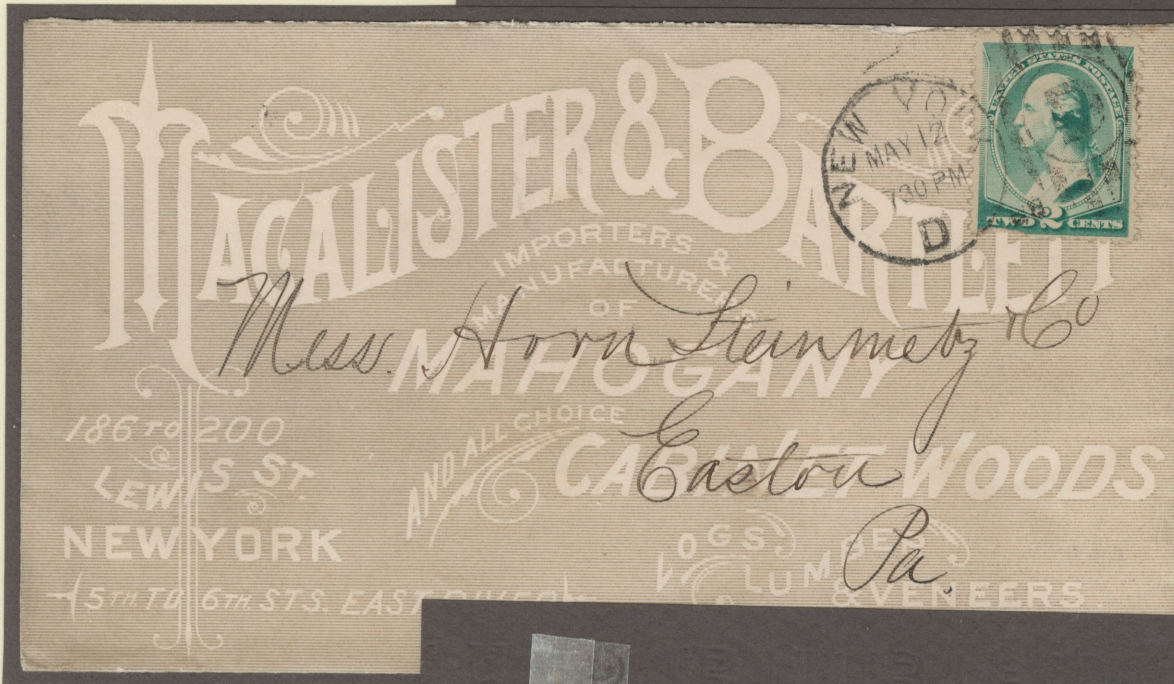 MACALISTER & BARTLETT
IMPORTERS &
MANUFACTURERS
OF
MAHOGANY
AND ALL CHOICE
CABINET WOODS
LOGS,
LUMBER
& VENEERS.
186 TO 200
LEWIS ST.
NEW YORK
5TH TO 6TH STS. EAST RIVER
NEW YORK
MAY 12
730 PM
D
UNITED STATES POSTAGE
TWO 2 CENTS
Mess. Horn Steinmetz & Co
Easton
Pa.